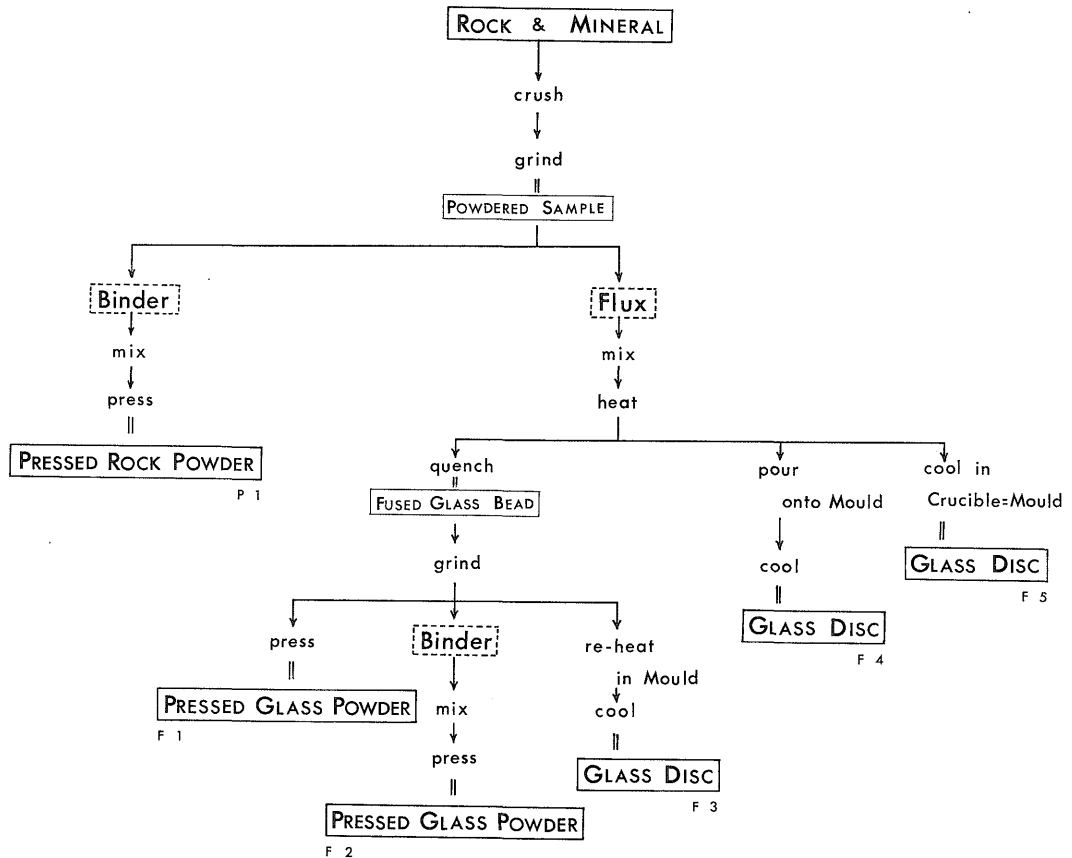 ROCK & MINERAL
crush
grind
POWDERED SAMPLE
Binder
mix
press
PRESSED ROCK POWDER
P 1
Flux
mix
heat
quench
FUSED GLASS BEAD
grind
press
PRESSED GLASS POWDER
F 1
Binder
mix
press
PRESSED GLASS POWDER
F 2
re-heat
in Mould
cool
GLASS DISC
F 3
pour
onto Mould
cool
GLASS DISC
F 4
cool in
Crucible=Mould
GLASS DISC
F 5